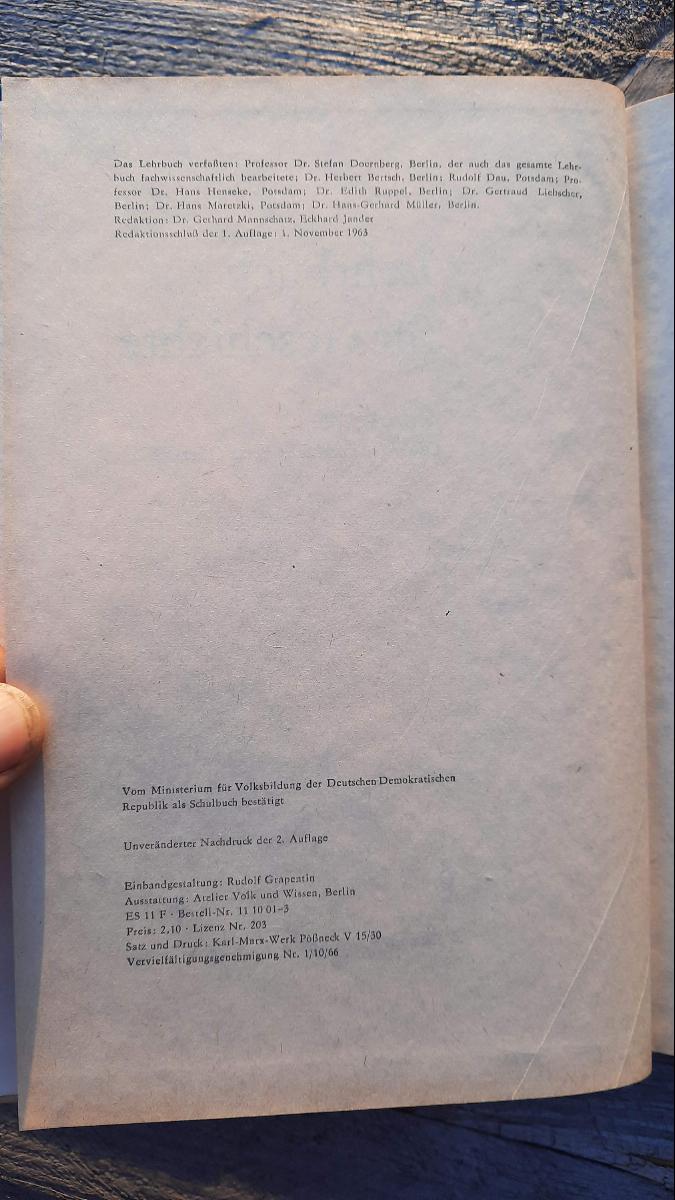 Das Lehrbuch verfaßten: Professor Dr. Stefan Doernberg, Berlin, der auch das gesamte Lehr-
buch fachwissenschaftlich bearbeitete; Dr. Herbert Bertsch, Berlin; Rudolf Dau, Potsdam; Pro-
fessor Dr. Hans Henseke, Potsdam; Dr. Edith Ruppel, Berlin; Dr. Gertraud Liebscher,
Berlin; Dr. Hans Maretzki, Potsdam; Dr. Hans-Gerhard Müller, Berlin.
Redaktion: Dr. Gerhard Mannschatz, Eckhard Jander
Redaktionsschluß der 1. Auflage: 1. November 1963
Vom Ministerium für Volksbildung der Deutschen Demokratischen
Republik als Schulbuch bestätigt
Unveränderter Nachdruck der 2. Auflage
Einbandgestaltung: Rudolf Grapentin
Ausstattung: Atelier Volk und Wissen, Berlin
ES 11 F · Bestell-Nr. 11 10 01-3
Preis: 2,10 · Lizenz Nr. 203
Satz und Druck: Karl-Marx-Werk Pößneck V 15/30
Vervielfältigungsgenehmigung Nr. 1/10/66